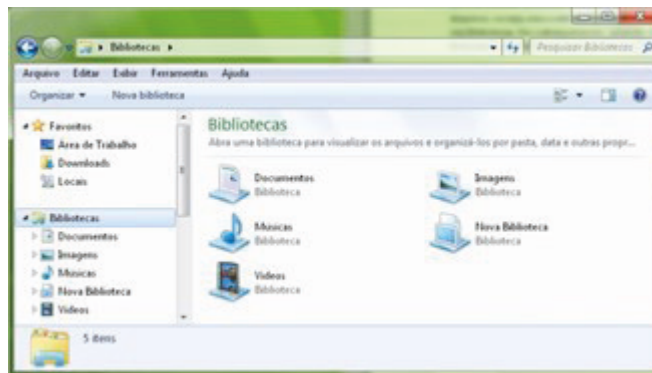 Bibliotecas
Pesquisar Bibliotecas
Arquivo Editar Exibir Ferramentas Ajuda
Organizar Nova biblioteca
Favoritos
Área de Trabalho
Downloads
Locais
Bibliotecas
Documentos
Imagens
Músicas
Nova Biblioteca
Vídeos
Bibliotecas
Abra uma biblioteca para visualizar os arquivos e organizá-los por pasta, data e outras propr...
Documentos
Biblioteca
Imagens
Biblioteca
Músicas
Biblioteca
Nova Biblioteca
Biblioteca
Vídeos
Biblioteca
5 itens